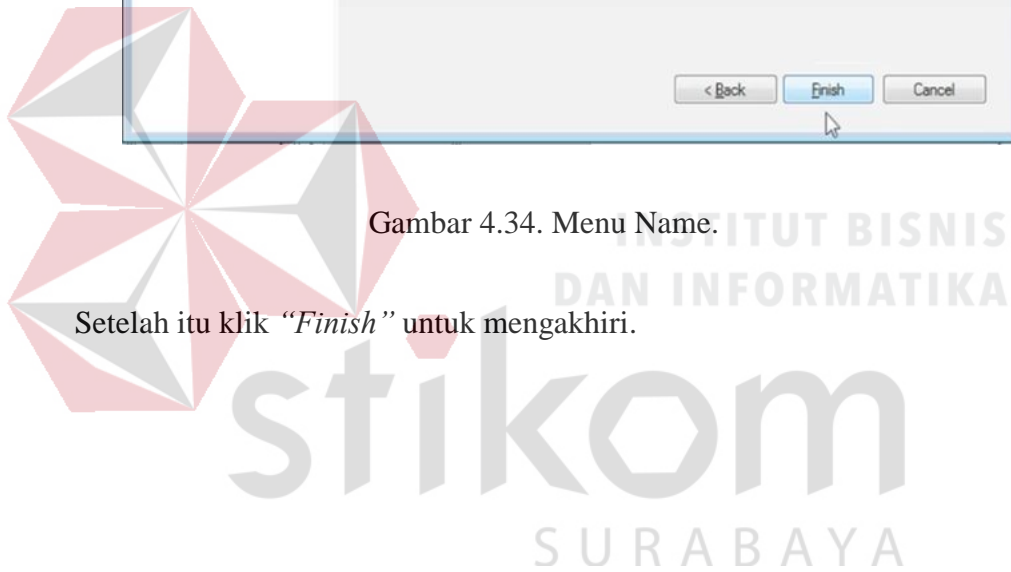 < Back Finish Cancel
Gambar 4.34. Menu Name.
INSTITUT BISNIS
DAN INFORMATIKA
Setelah itu klik “Finish” untuk mengakhiri.
stikom
SURABAYA